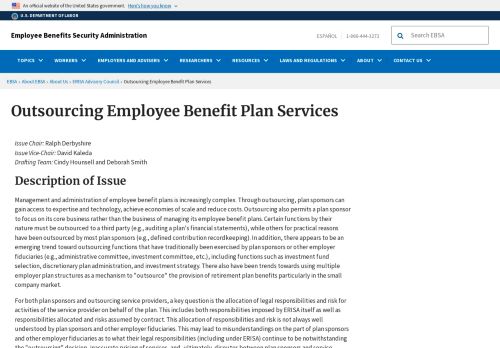 An official website of the United States government. Here's how you know
U.S. DEPARTMENT OF LABOR
Employee Benefits Security Administration
ESPAÑOL | 1-866-444-3272
Search EBSA
TOPICS WORKERS EMPLOYERS AND ADVISERS RESEARCHERS RESOURCES LAWS AND REGULATIONS ABOUT CONTACT US
EBSA › About EBSA › About Us › ERISA Advisory Council › Outsourcing Employee Benefit Plan Services
Outsourcing Employee Benefit Plan Services
Issue Chair: Ralph Derbyshire
Issue Vice-Chair: David Kaleda
Drafting Team: Cindy Hounsell and Deborah Smith
Description of Issue
Management and administration of employee benefit plans is increasingly complex. Through outsourcing, plan sponsors can
gain access to expertise and technology, achieve economies of scale and reduce costs. Outsourcing also permits a plan sponsor
to focus on its core business rather than the business of managing its employee benefit plans. Certain functions by their
nature must be outsourced to a third party (e.g., auditing a plan's financial statements), while others for practical reasons
have been outsourced by most plan sponsors (e.g., defined contribution recordkeeping). In addition, there appears to be an
emerging trend toward outsourcing functions that have traditionally been exercised by plan sponsors or other employer
fiduciaries (e.g., administrative committee, investment committee, etc.), including functions such as investment fund
selection, discretionary plan administration, and investment strategy. There also have been trends towards using multiple
employer plan structures as a mechanism to "outsource" the provision of retirement plan benefits particularly in the small
company market.
For both plan sponsors and outsourcing service providers, a key question is the allocation of legal responsibilities and risk for
activities of the service provider on behalf of the plan. This includes both responsibilities imposed by ERISA itself as well as
responsibilities allocated and risks assumed by contract. This allocation of responsibilities and risk is not always well
understood by plan sponsors and other employer fiduciaries. This may lead to misunderstandings on the part of plan sponsors
and other employer fiduciaries as to what their legal responsibilities (including under ERISA) continue to be notwithstanding
the "outsourcing" decision, inaccurate pricing of services, and, ultimately, disputes between plan sponsors and service